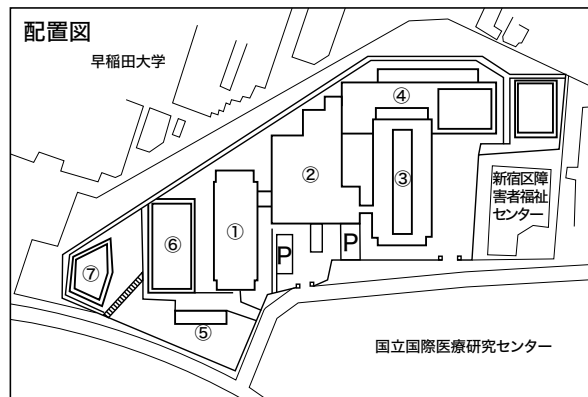 配置図
早稲田大学
④
②
③
新宿区障
害者福祉
センター
①
⑥
P
P
⑦
⑤
国立国際医療研究センター